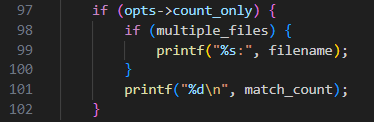 97 if (opts->count_only) {
98 if (multiple_files) {
99 printf("%s:", filename);
100 }
101 printf("%d\n", match_count);
102 }